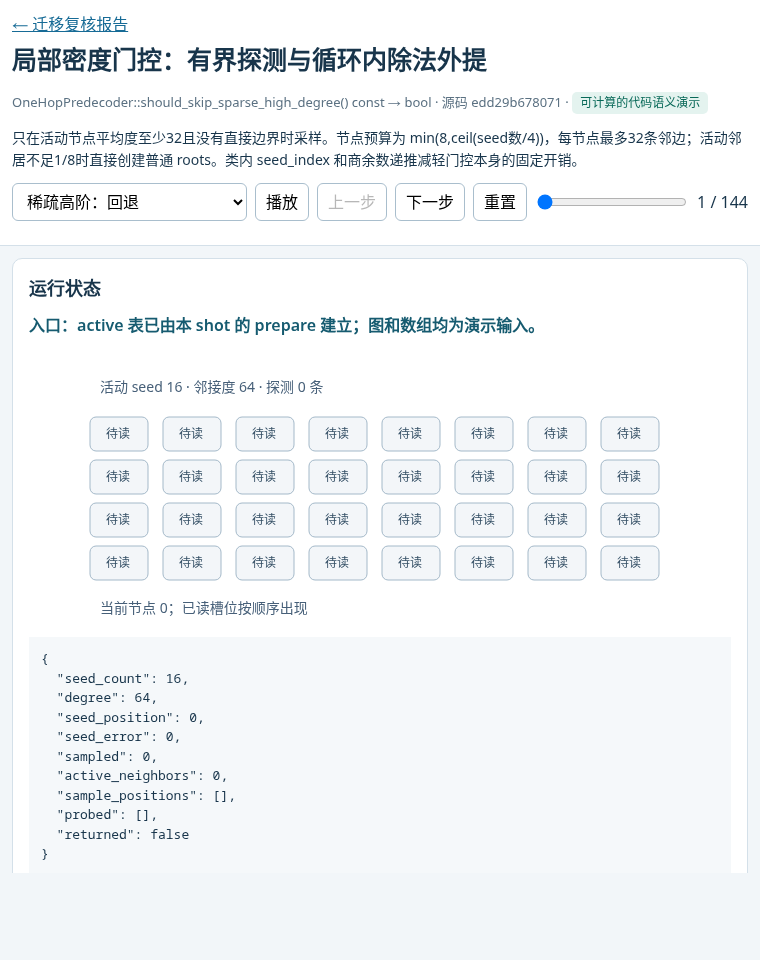 ← 迁移复核报告
局部密度门控：有界探测与循环内除法外提
OneHopPredecoder::should_skip_sparse_high_degree() const → bool · 源码 edd29b678071 · 可计算的代码语义演示
只在活动节点平均度至少32且没有直接边界时采样。节点预算为 min(8,ceil(seed数/4))，每节点最多32条邻边；活动邻
居不足1/8时直接创建普通 roots。类内 seed_index 和商余数递推减轻门控本身的固定开销。
稀疏高阶：回退 播放 上一步 下一步 重置 1 / 144
运行状态
入口：active 表已由本 shot 的 prepare 建立；图和数组均为演示输入。
活动 seed 16 · 邻接度 64 · 探测 0 条
待读 待读 待读 待读 待读 待读 待读 待读
待读 待读 待读 待读 待读 待读 待读 待读
待读 待读 待读 待读 待读 待读 待读 待读
待读 待读 待读 待读 待读 待读 待读 待读
当前节点 0；已读槽位按顺序出现
{
  "seed_count": 16,
  "degree": 64,
  "seed_position": 0,
  "seed_error": 0,
  "sampled": 0,
  "active_neighbors": 0,
  "sample_positions": [],
  "probed": [],
  "returned": false
}